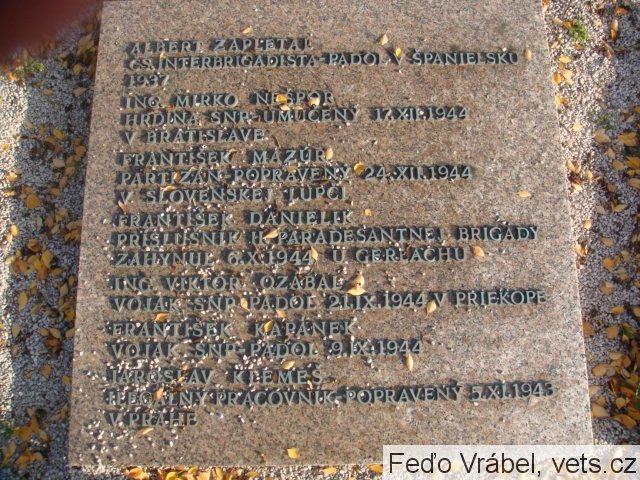 ALBERT ZAPLETAL
ČS. INTERBRIGADISTA-PADOL V ŠPANIELSKU
1937
ING. MIRKO NEŠPOR
HRDINA SNP-UMUČENÝ 17.XII.1944
V BRATISLAVE
FRANTIŠEK MAZÚR
PARTIZÁN-POPRAVENÝ 24.XII.1944
V SLOVENSKEJ ĽUPČI
FRANTIŠEK DANIELIK
PRÍSLUŠNÍK II. PARADESANTNEJ BRIGÁDY
ZAHYNUL 6.X.1944 U GERLACHU
ING. VIKTOR OZÁBAL
VOJAK SNP-PADOL 21.IX.1944 V PRIEKOPE
FRANTIŠEK KAPÁNEK
VOJAK SNP-PADOL 9.IX.1944
JAROSLAV KLEMEŠ
ILEGÁLNY PRACOVNÍK-POPRAVENÝ 5.XI.1943
V PRAHE
Feďo Vrábel, vets.cz